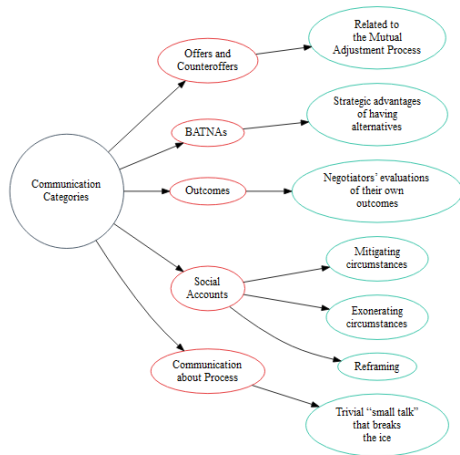 Related to
the Mutual
Adjustment Process
Offers and
Counteroffers
Strategic advantages
of having
alternatives
BATNAs
Negotiators’ evaluations
of their own
outcomes
Outcomes
Communication
Categories
Mitigating
circumstances
Social
Accounts
Exonerating
circumstances
Reframing
Communication
about Process
Trivial “small talk”
that breaks
the ice